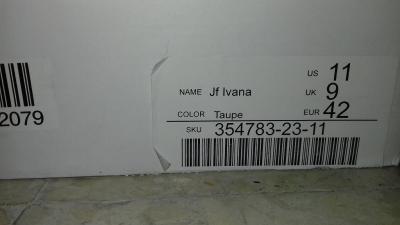 US 11
NAME Jf Ivana UK 9
COLOR Taupe EUR 42
SKU 354783-23-11
2079